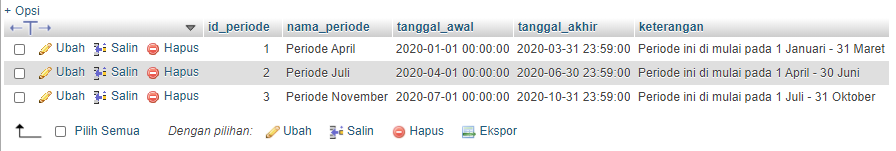 + Opsi
id_periode nama_periode tanggal_awal tanggal_akhir keterangan
Ubah Salin Hapus 1 Periode April 2020-01-01 00:00:00 2020-03-31 23:59:00 Periode ini di mulai pada 1 Januari - 31 Maret
Ubah Salin Hapus 2 Periode Juli 2020-04-01 00:00:00 2020-06-30 23:59:00 Periode ini di mulai pada 1 April - 30 Juni
Ubah Salin Hapus 3 Periode November 2020-07-01 00:00:00 2020-10-31 23:59:00 Periode ini di mulai pada 1 Juli - 31 Oktober
Pilih Semua Dengan pilihan: Ubah Salin Hapus Ekspor